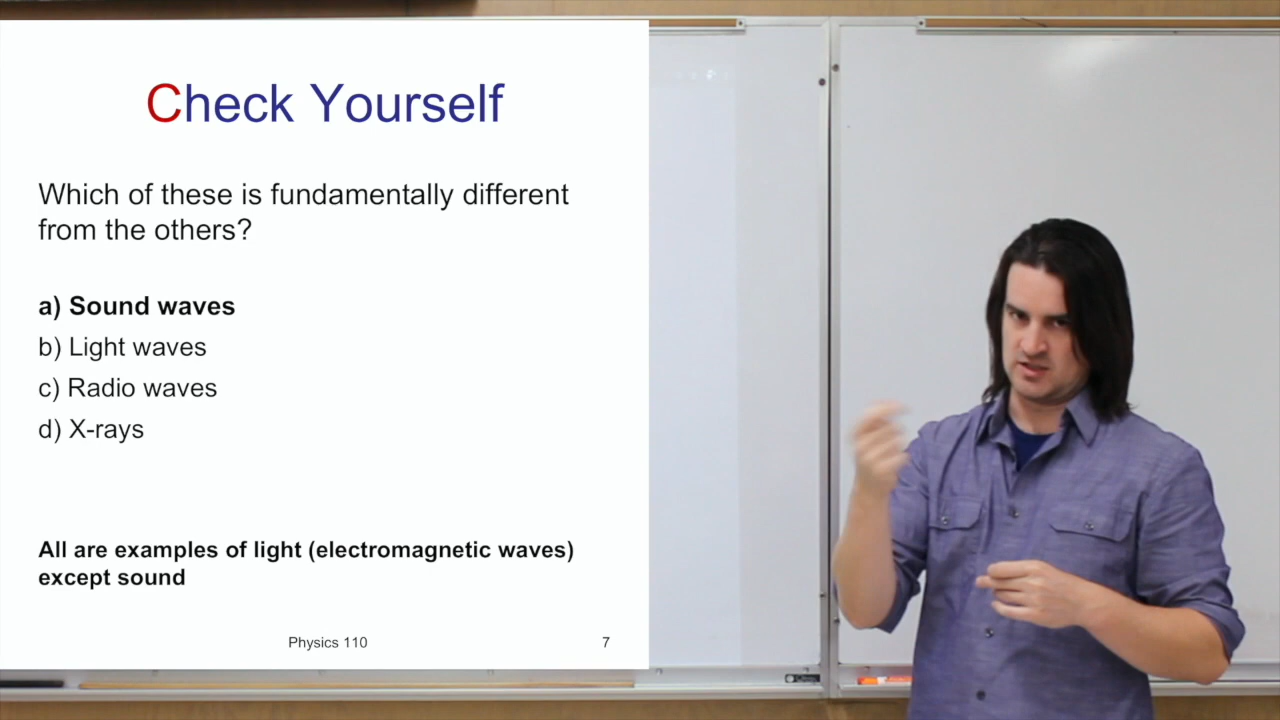 Check Yourself
Which of these is fundamentally different
from the others?
a) Sound waves
b) Light waves
c) Radio waves
d) X-rays
All are examples of light (electromagnetic waves)
except sound
Physics 110
7